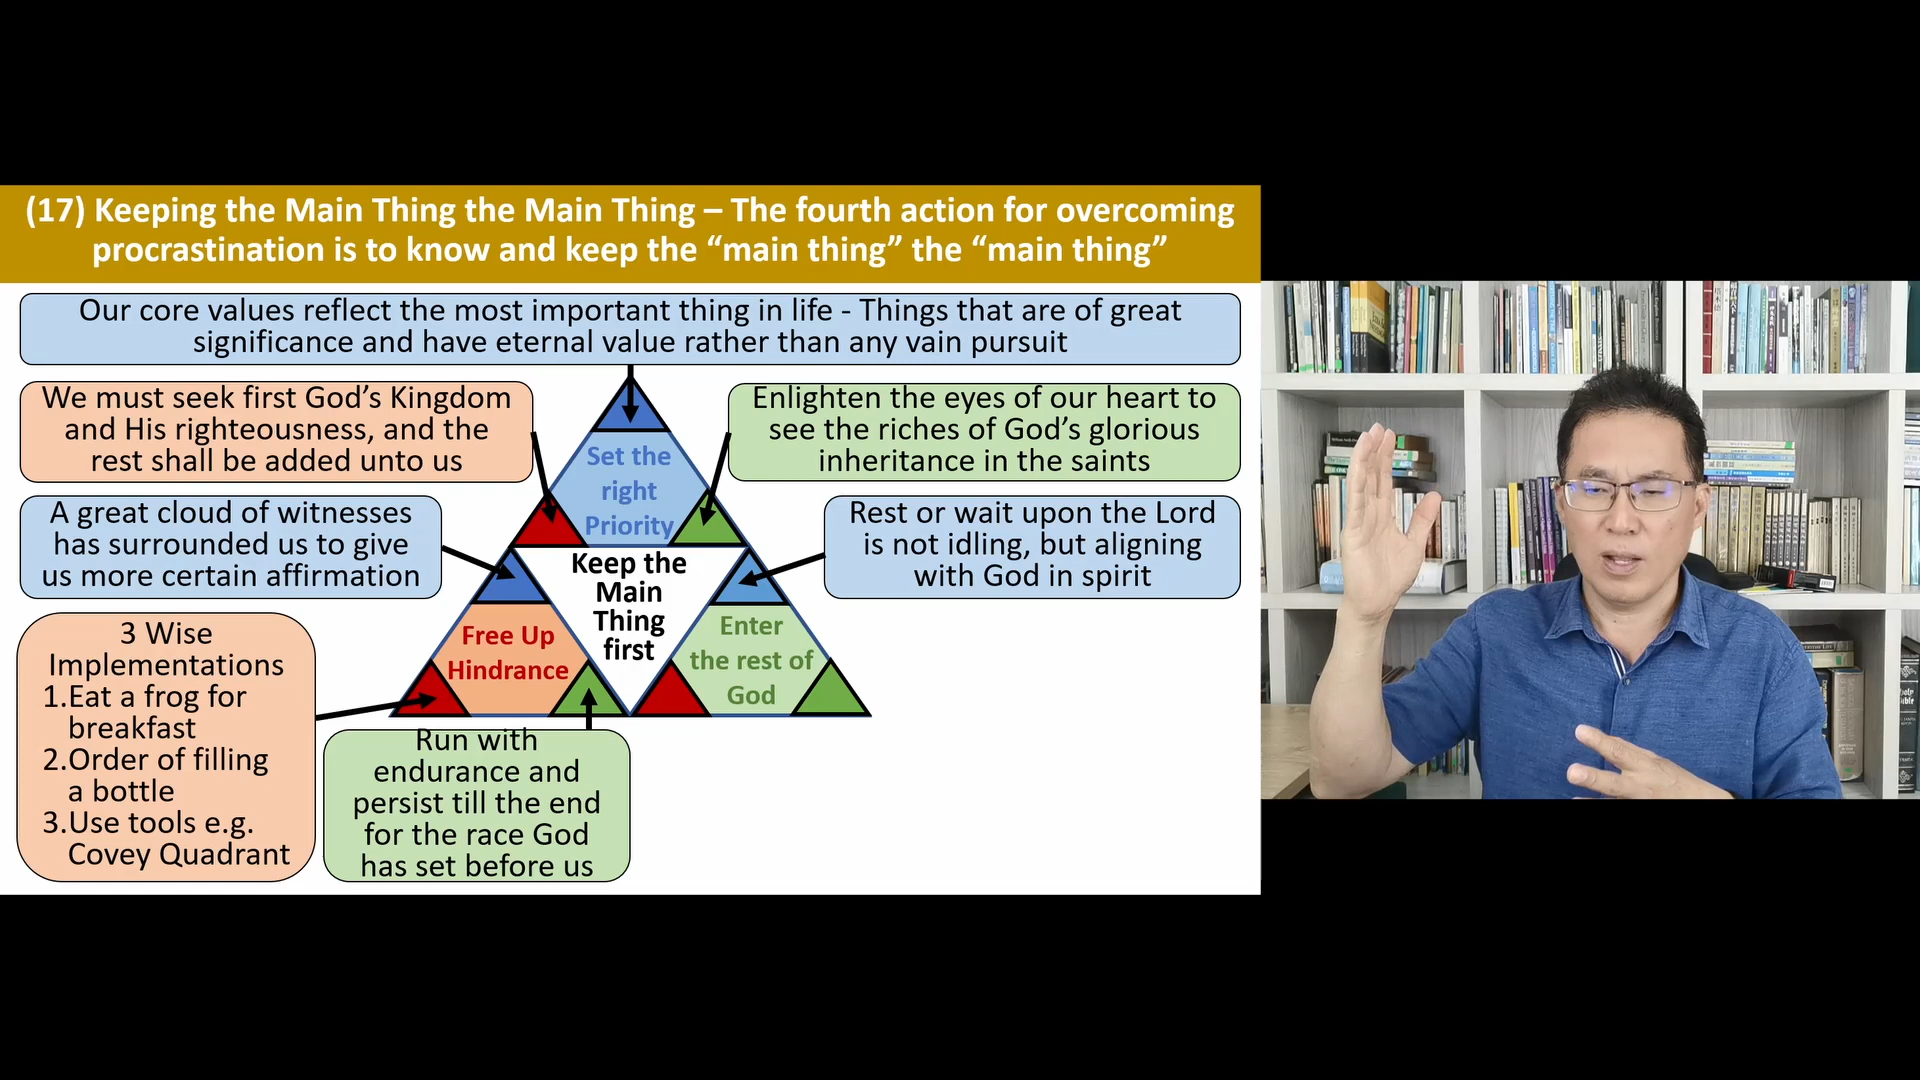 (17) Keeping the Main Thing the Main Thing – The fourth action for overcoming
procrastination is to know and keep the “main thing” the “main thing”
Our core values reflect the most important thing in life - Things that are of great
significance and have eternal value rather than any vain pursuit
We must seek first God’s Kingdom
and His righteousness, and the
rest shall be added unto us
Enlighten the eyes of our heart to
see the riches of God’s glorious
inheritance in the saints
A great cloud of witnesses
has surrounded us to give
us more certain affirmation
Rest or wait upon the Lord
is not idling, but aligning
with God in spirit
Set the
right
Priority
Keep the
Main
Thing
first
Free Up
Hindrance
Enter
the rest of
God
3 Wise
Implementations
1.Eat a frog for
breakfast
2.Order of filling
a bottle
3.Use tools e.g.
Covey Quadrant
Run with
endurance and
persist till the end
for the race God
has set before us